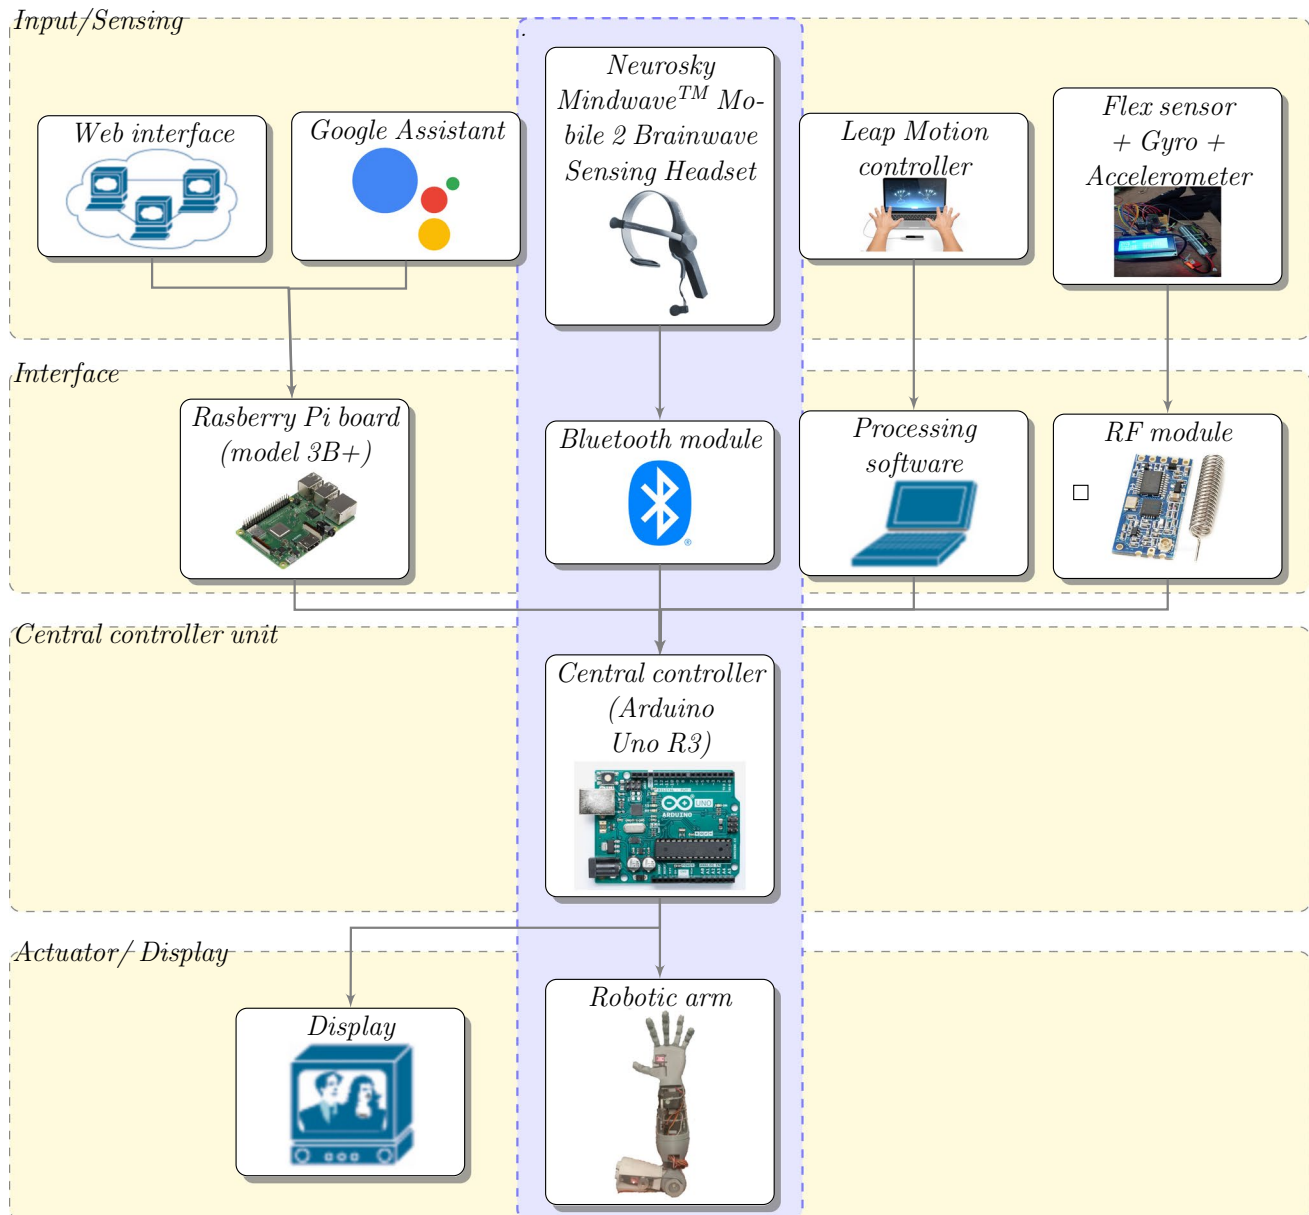 Input/Sensing
.
Web interface
Google Assistant
Neurosky
Mindwave™ Mo-
bile 2 Brainwave
Sensing Headset
Leap Motion
controller
Flex sensor
+ Gyro +
Accelerometer
Interface
Rasberry Pi board
(model 3B+)
Bluetooth module
®
Processing
software
RF module
Central controller unit
Central controller
(Arduino
Uno R3)
UNO
ARDUINO
Actuator/ Display
Display
Robotic arm